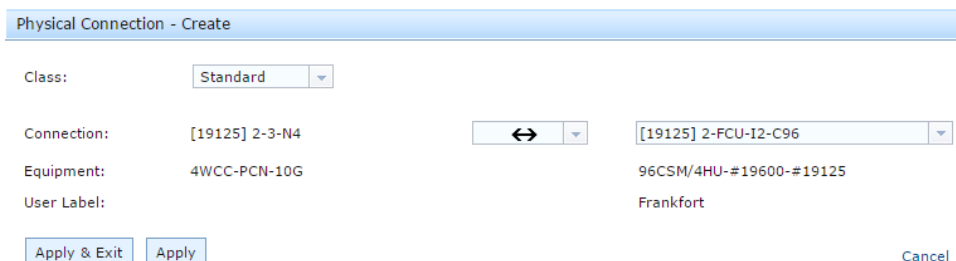 Physical Connection - Create
Class: Standard
Connection: [19125] 2-3-N4 ↔ [19125] 2-FCU-I2-C96
Equipment: 4WCC-PCN-10G 96CSM/4HU-#19600-#19125
User Label: Frankfort
Apply & Exit Apply Cancel